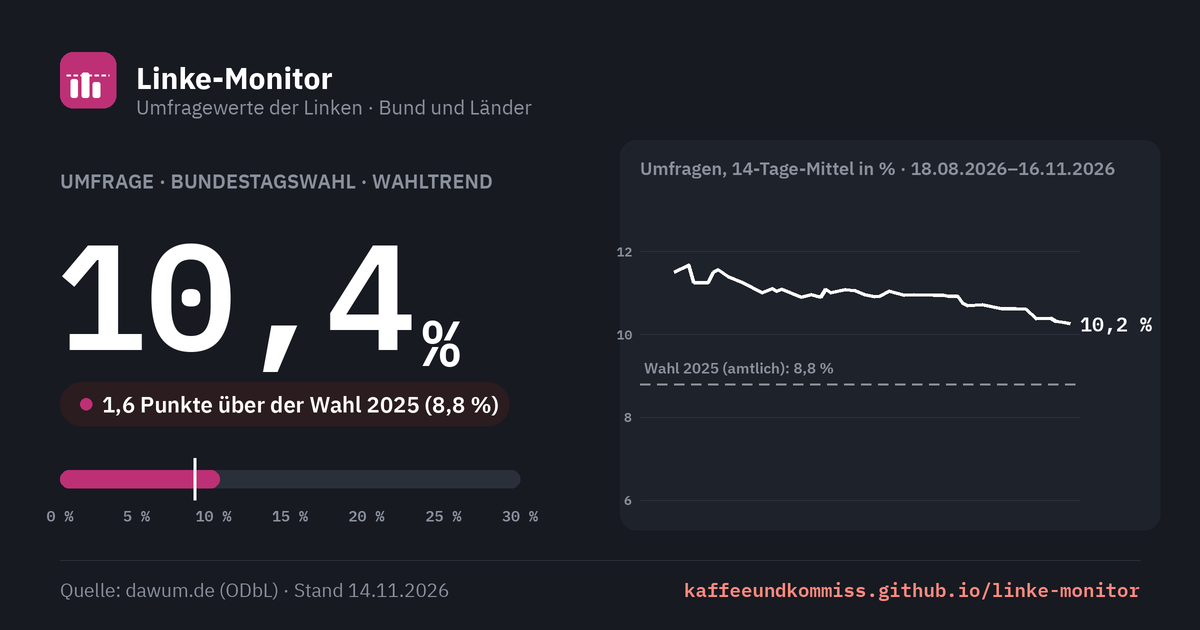 Linke-Monitor
Umfragewerte der Linken · Bund und Länder
UMFRAGE · BUNDESTAGSWAHL · WAHLTREND
10,4 %
1,6 Punkte über der Wahl 2025 (8,8 %)
0 % 5 % 10 % 15 % 20 % 25 % 30 %
Umfragen, 14-Tage-Mittel in % · 18.08.2026–16.11.2026
12
10,2 %
10
Wahl 2025 (amtlich): 8,8 %
8
6
Quelle: dawum.de (ODbL) · Stand 14.11.2026
kaffeeundkommiss.github.io/linke-monitor